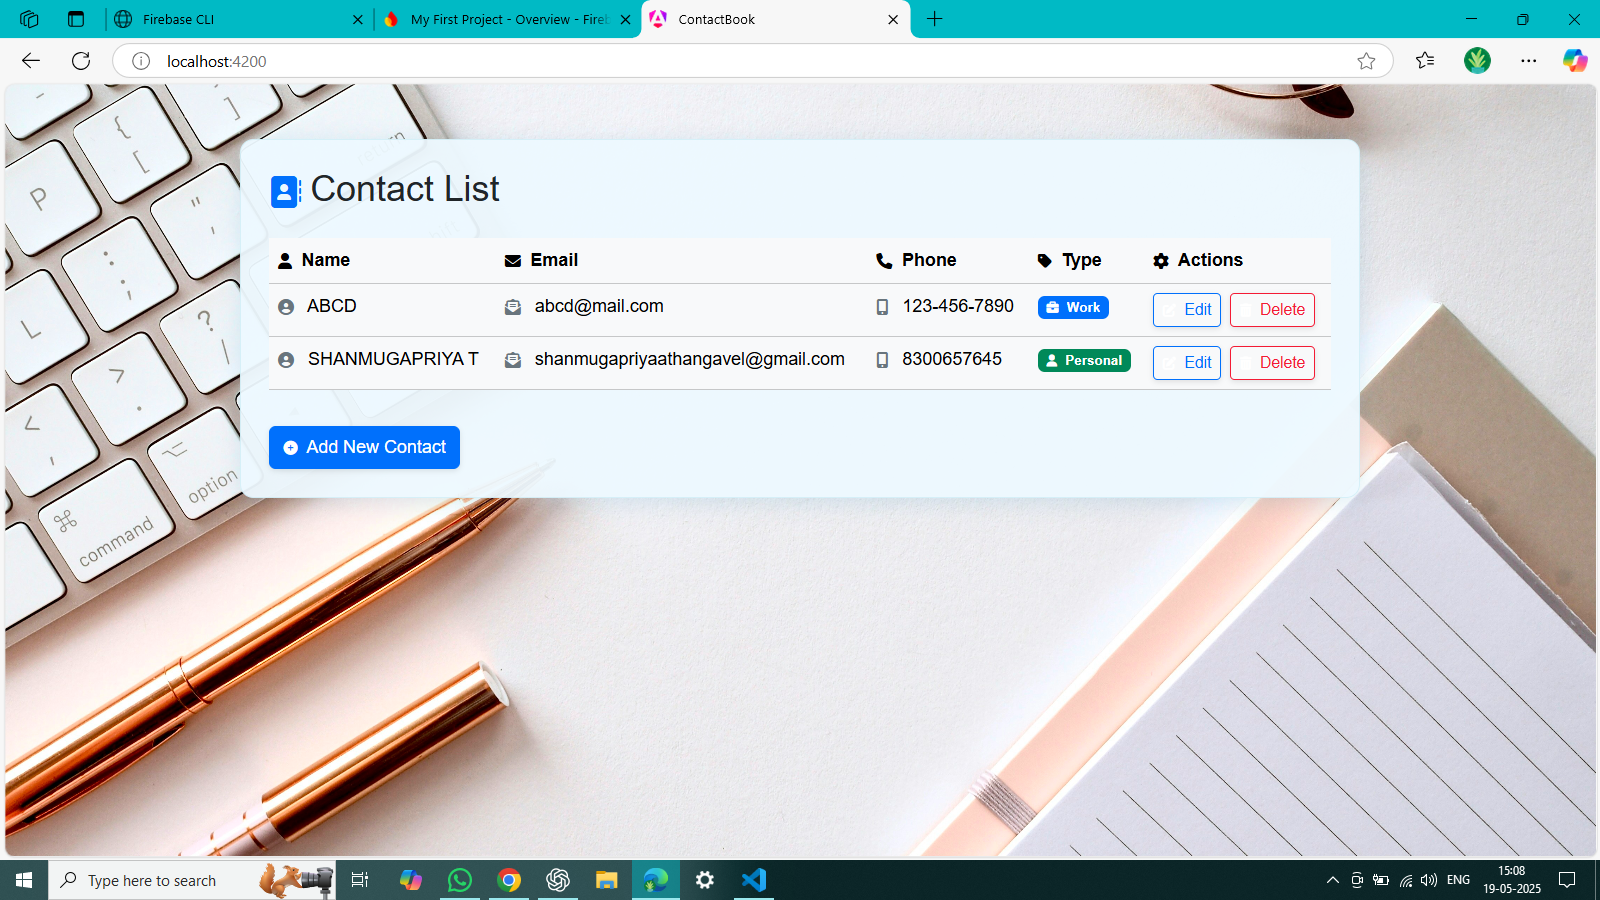 Firebase CLI
My First Project - Overview - Fireb
ContactBook
localhost:4200
Contact List
Name Email Phone Type Actions
ABCD abcd@mail.com 123-456-7890 Work Edit Delete
SHANMUGAPRIYA T shanmugapriyaathangavel@gmail.com 8300657645 Personal Edit Delete
Add New Contact
return
P
{
[
}
]
"
'
:
;
L
?
/
>
.
<
,
option
command
Type here to search
ENG
15:08
19-05-2025